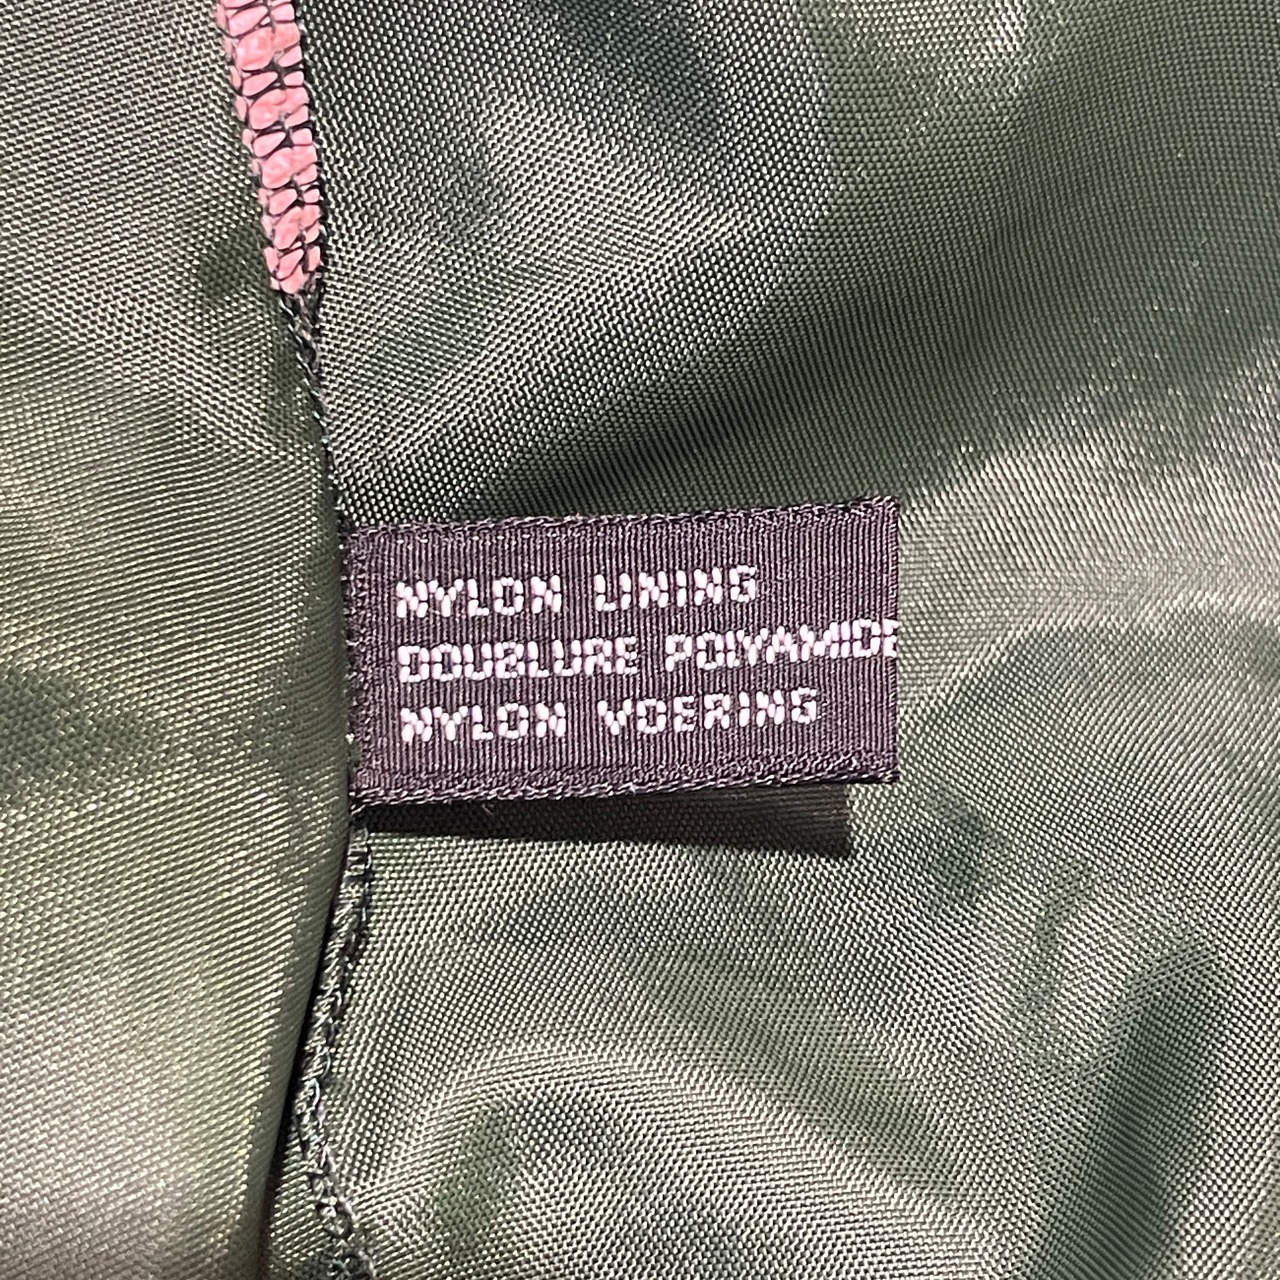 NYLON LINING
DOUBLURE POLYAMIDE
NYLON VOERING